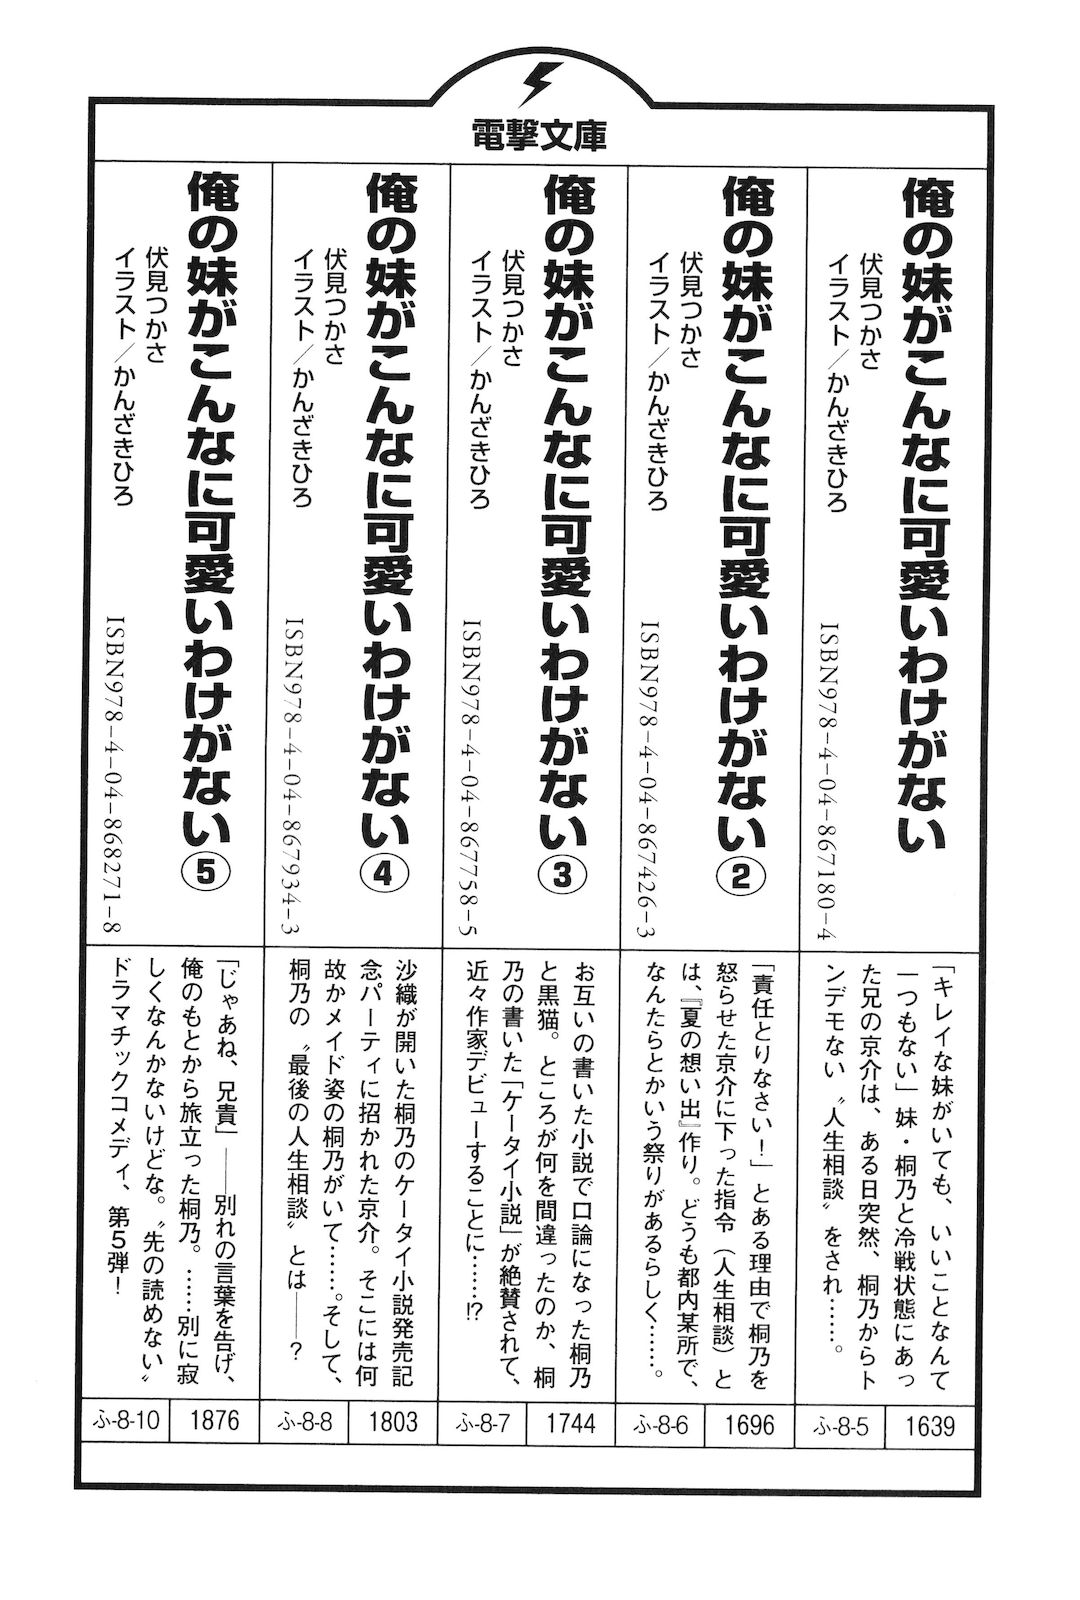 電撃文庫
俺の妹がこんなに可愛いわけがない
伏見つかさ
イラスト／かんざきひろ
ISBN978-4-04-867180-4
「キレイな妹がいても、いいことなんて
一つもない」妹・桐乃と冷戦状態にあっ
た兄の京介は、ある日突然、桐乃からト
ンデモない〝人生相談〟をされ……。
ふ-8-5
1639
俺の妹がこんなに可愛いわけがない②
伏見つかさ
イラスト／かんざきひろ
ISBN978-4-04-867426-3
「責任とりなさい！」とある理由で桐乃を
怒らせた京介に下った指令（人生相談）と
は、『夏の想い出』作り。どうも都内某所で、
なんたらとかいう祭りがあるらしく……。
ふ-8-6
1696
俺の妹がこんなに可愛いわけがない③
伏見つかさ
イラスト／かんざきひろ
ISBN978-4-04-867758-5
お互いの書いた小説で口論になった桐乃
と黒猫。ところが何を間違ったのか、桐
乃の書いた「ケータイ小説」が絶賛されて、
近々作家デビューすることに……!?
ふ-8-7
1744
俺の妹がこんなに可愛いわけがない④
伏見つかさ
イラスト／かんざきひろ
ISBN978-4-04-867934-3
沙織が開いた桐乃のケータイ小説発売記
念パーティに招かれた京介。そこには何
故かメイド姿の桐乃がいて……。そして、
桐乃の〝最後の人生相談〟とは――？
ふ-8-8
1803
俺の妹がこんなに可愛いわけがない⑤
伏見つかさ
イラスト／かんざきひろ
ISBN978-4-04-868271-8
「じゃあね、兄貴」――別れの言葉を告げ、
俺のもとから旅立った桐乃。……別に寂
しくなんかないけどな。〝先の読めない〟
ドラマチックコメディ、第5弾！
ふ-8-10
1876